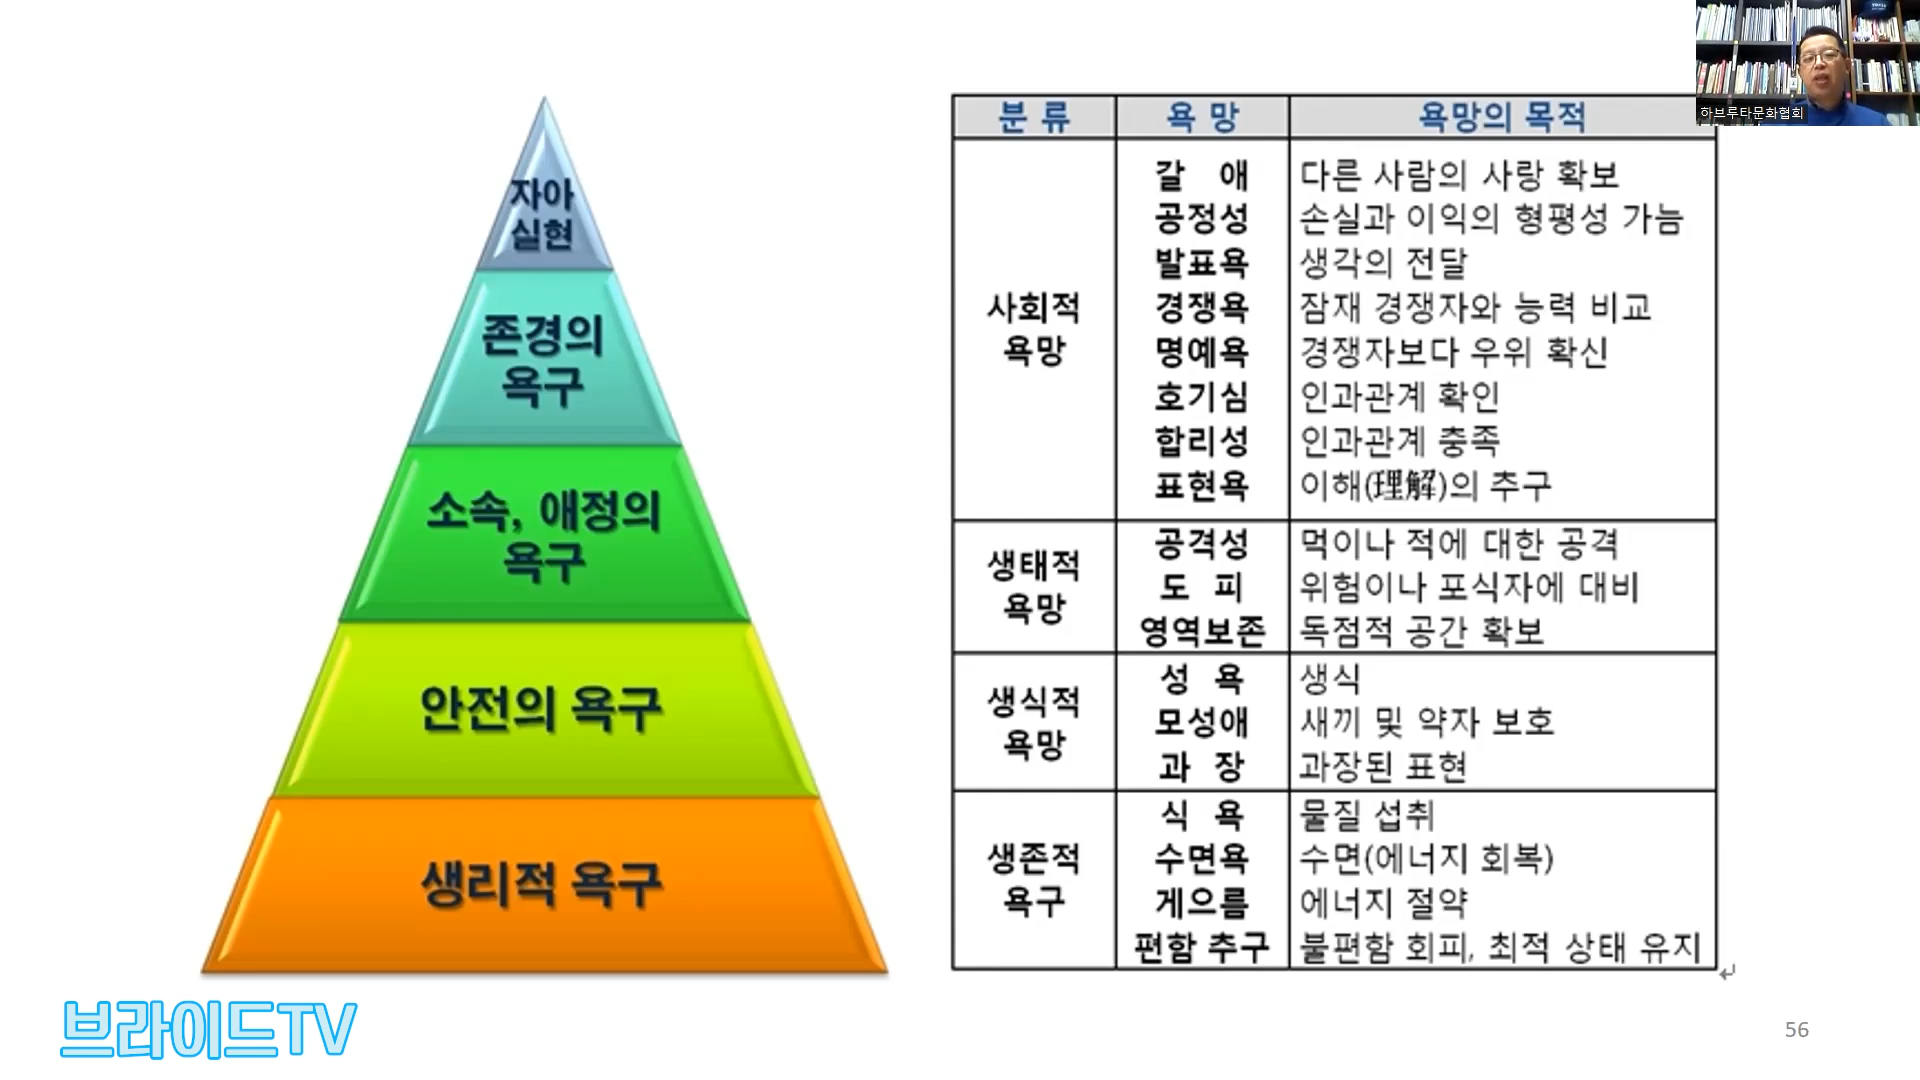 하브루타문화협회
자아
실현
존경의
욕구
소속, 애정의
욕구
안전의 욕구
생리적 욕구
분 류 욕 망 욕망의 목적
사회적
욕망
갈 애 다른 사람의 사랑 확보
공정성 손실과 이익의 형평성 가늠
발표욕 생각의 전달
경쟁욕 잠재 경쟁자와 능력 비교
명예욕 경쟁자보다 우위 확신
호기심 인과관계 확인
합리성 인과관계 충족
표현욕 이해(理解)의 추구
생태적
욕망
공격성 먹이나 적에 대한 공격
도 피 위험이나 포식자에 대비
영역보존 독점적 공간 확보
생식적
욕망
성 욕 생식
모성애 새끼 및 약자 보호
과 장 과장된 표현
생존적
욕구
식 욕 물질 섭취
수면욕 수면(에너지 회복)
게으름 에너지 절약
편함 추구 불편함 회피, 최적 상태 유지
브라이드TV
56